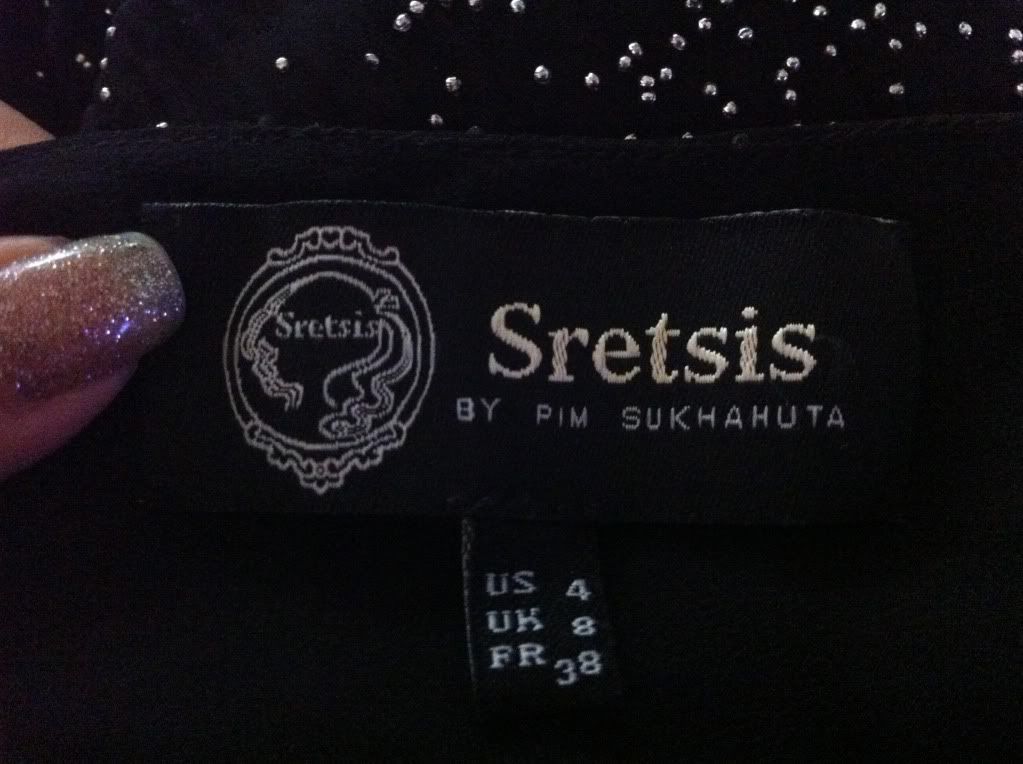 Sretsis
Sretsis
BY PIM SUKHAHUTA
US 4
UK 8
FR 38